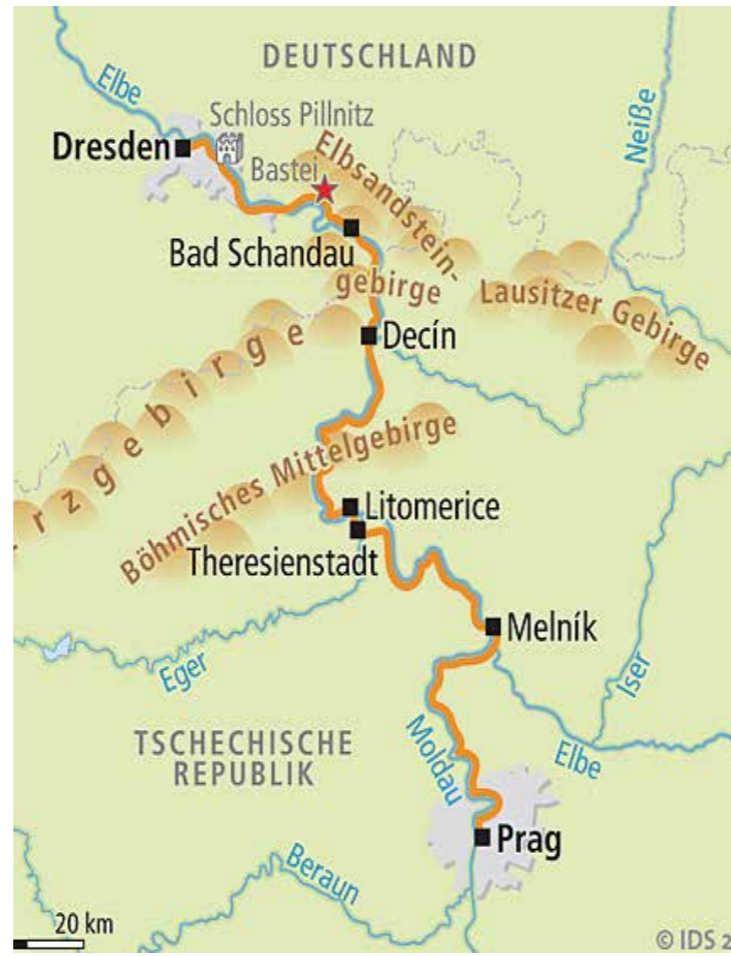 DEUTSCHLAND
Elbe
Neiße
Schloss Pillnitz
Dresden
Bastei
Elbsandstein-
gebirge
Bad Schandau
Lausitzer Gebirge
Decín
rzgebirge
Böhmisches Mittelgebirge
Litomerice
Theresienstadt
Melník
Eger
Iser
Moldau
Elbe
TSCHECHISCHE
REPUBLIK
Prag
Beraun
20 km
© IDS 2